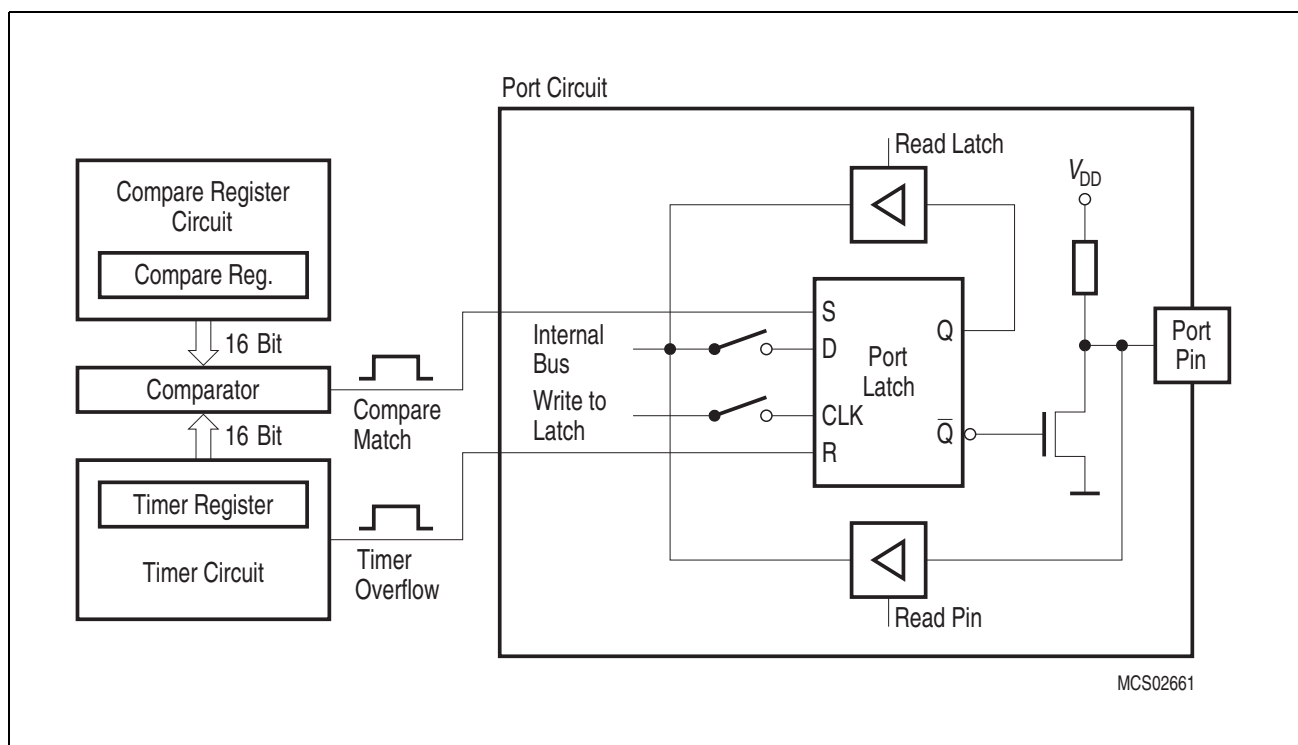 Port Circuit
Read Latch
V_DD
Compare Register
Circuit
Compare Reg.
16 Bit
Comparator
16 Bit
Timer Register
Timer Circuit
Compare
Match
Timer
Overflow
Internal
Bus
Write to
Latch
S
D
CLK
R
Q
Port
Latch
Q̅
Port
Pin
Read Pin
MCS02661